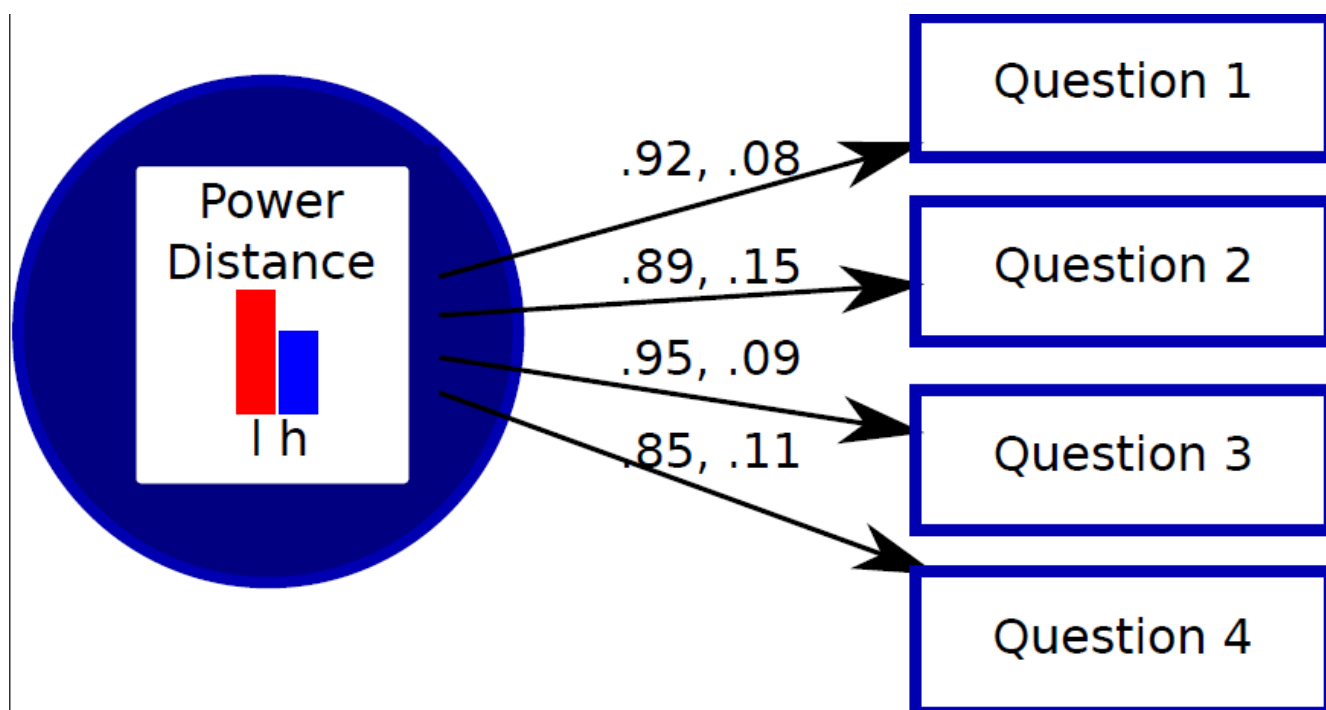 Power
Distance
l h
.92, .08
.89, .15
.95, .09
.85, .11
Question 1
Question 2
Question 3
Question 4